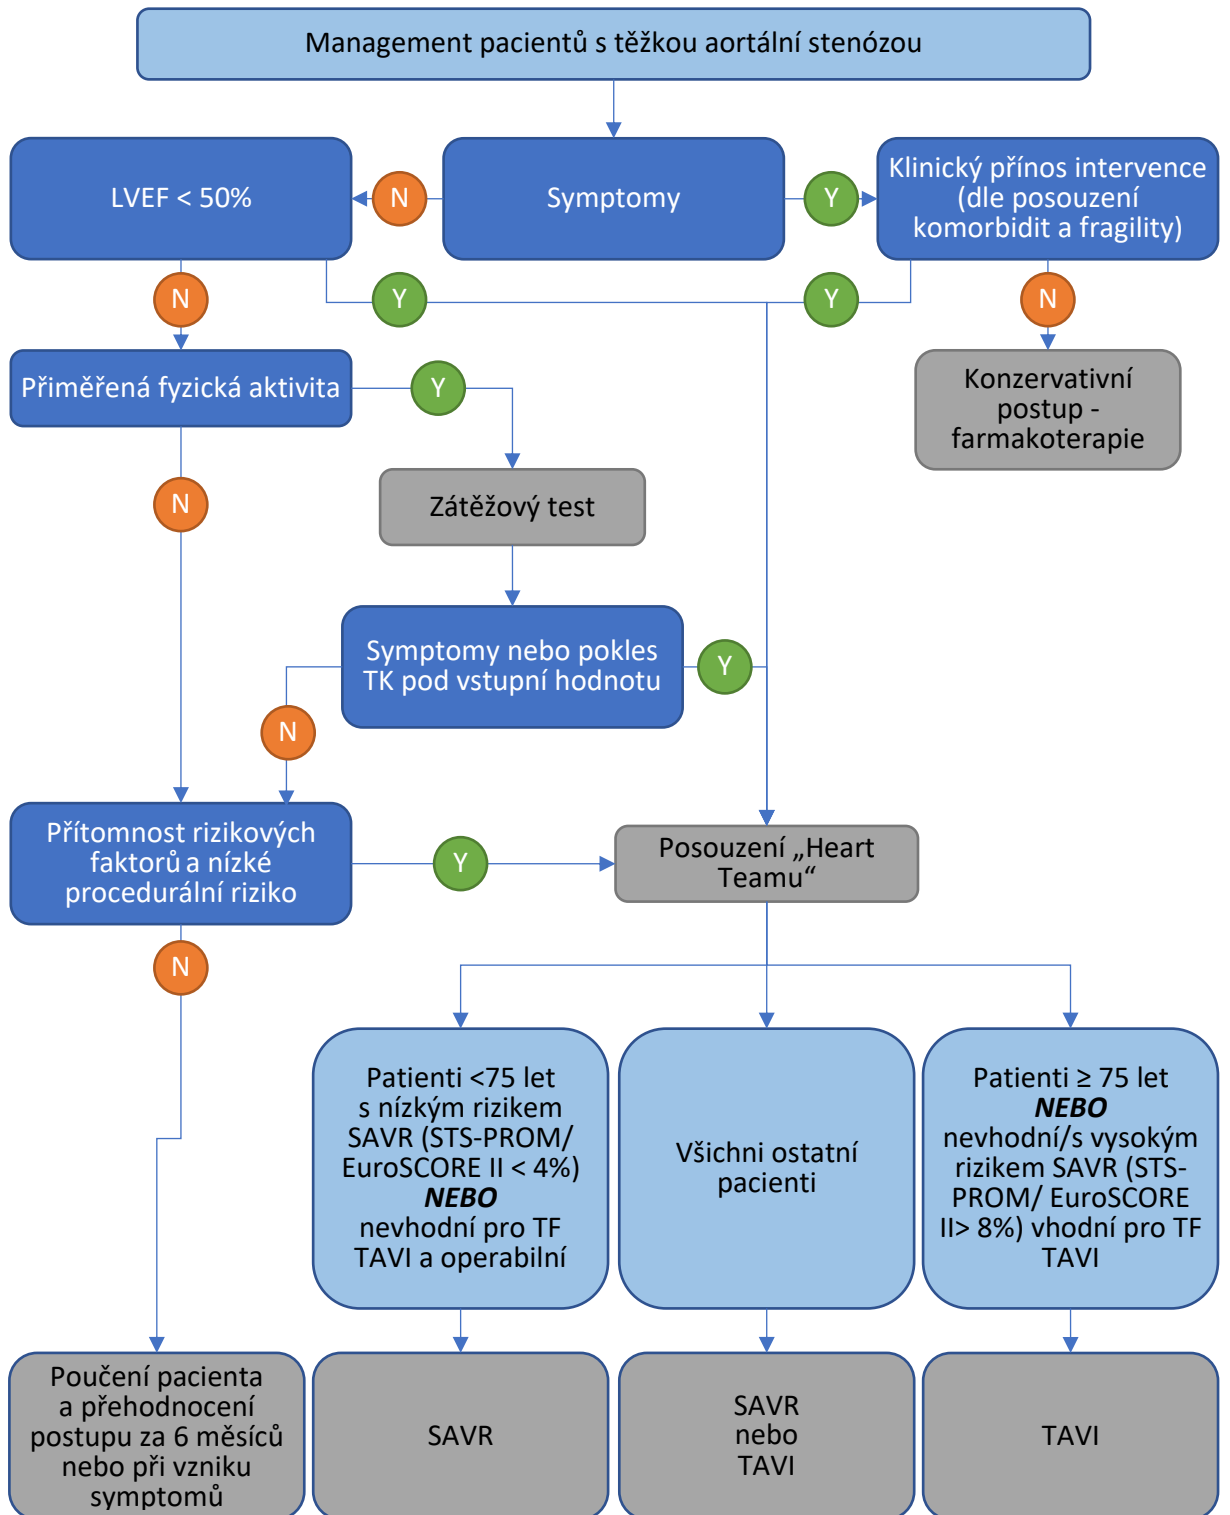 Management pacientů s těžkou aortální stenózou
LVEF < 50%
N
Symptomy
Y
Klinický přínos intervence
(dle posouzení
komorbidit a fragility)
N
Y
Y
N
Přiměřená fyzická aktivita
Y
Konzervativní
postup -
farmakoterapie
N
Zátěžový test
Symptomy nebo pokles
TK pod vstupní hodnotu
Y
N
Přítomnost rizikových
faktorů a nízké
procedurální riziko
Y
Posouzení „Heart
Teamu“
N
Patienti <75 let
s nízkým rizikem
SAVR (STS-PROM/
EuroSCORE II < 4%)
NEBO
nevhodní pro TF
TAVI a operabilní
Všichni ostatní
pacienti
Patienti ≥ 75 let
NEBO
nevhodní/s vysokým
rizikem SAVR (STS-
PROM/ EuroSCORE
II> 8%) vhodní pro TF
TAVI
Poučení pacienta
a přehodnocení
postupu za 6 měsíců
nebo při vzniku
symptomů
SAVR
SAVR
nebo
TAVI
TAVI